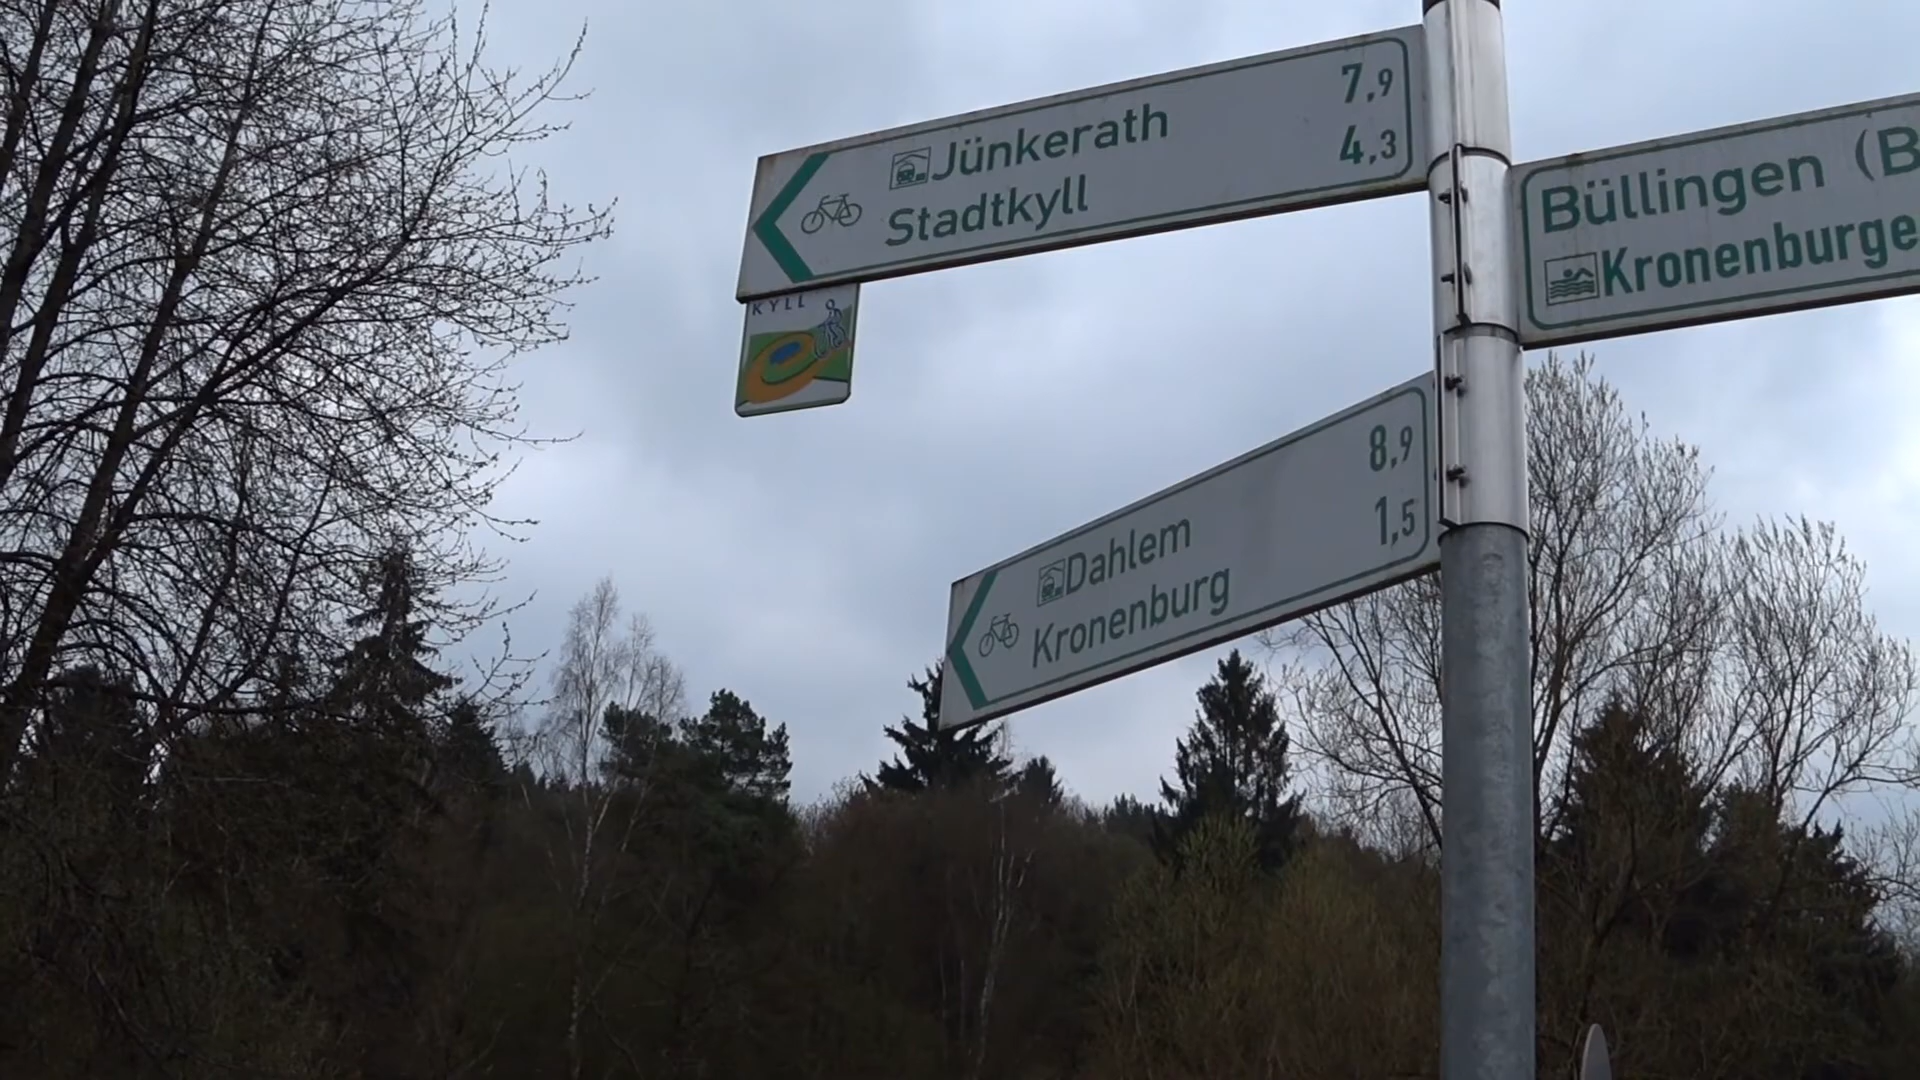 Jünkerath 7,9
Stadtkyll 4,3
KYLL
Büllingen (B
Kronenburge
Dahlem 8,9
Kronenburg 1,5